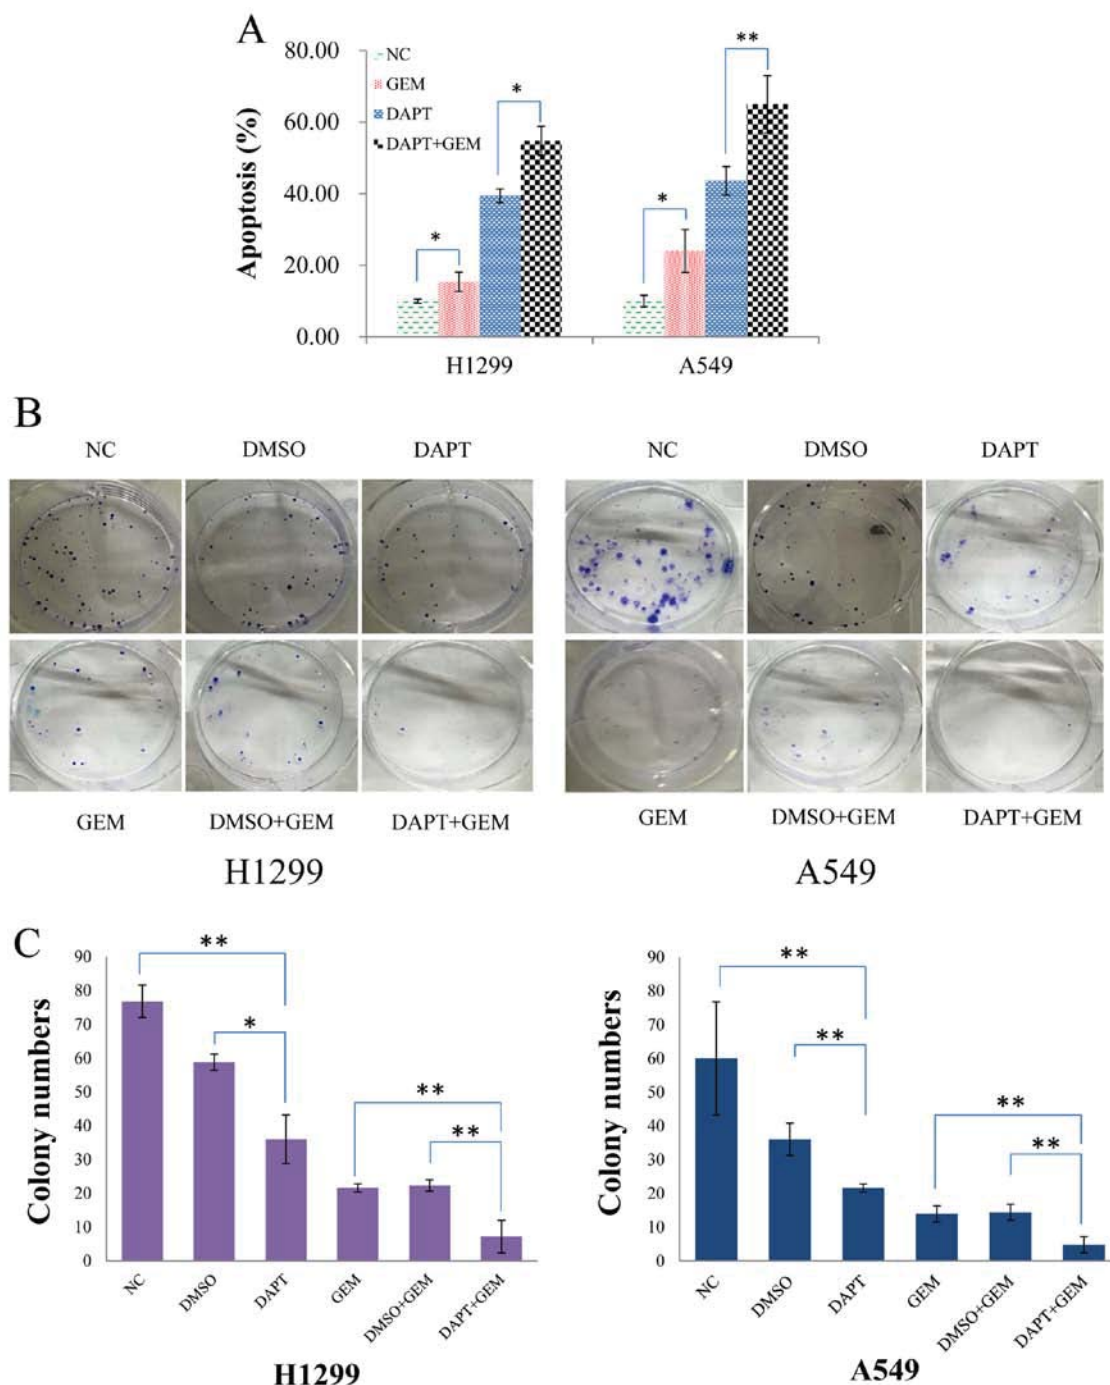 A
80.00
60.00
40.00
20.00
0.00
Apoptosis (%)
NC
GEM
DAPT
DAPT+GEM
*
*
*
**
H1299
A549
B
NC
DMSO
DAPT
GEM
DMSO+GEM
DAPT+GEM
H1299
NC
DMSO
DAPT
GEM
DMSO+GEM
DAPT+GEM
A549
C
Colony numbers
90
80
70
60
50
40
30
20
10
0
**
*
**
**
NC
DMSO
DAPT
GEM
DMSO+GEM
DAPT+GEM
H1299
Colony numbers
90
80
70
60
50
40
30
20
10
0
**
**
**
**
NC
DMSO
DAPT
GEM
DMSO+GEM
DAPT+GEM
A549